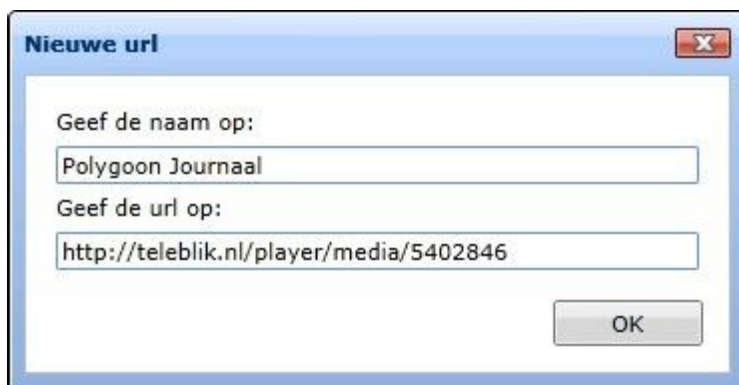 Nieuwe url
Geef de naam op:
Polygoon Journaal
Geef de url op:
http://teleblik.nl/player/media/5402846
OK